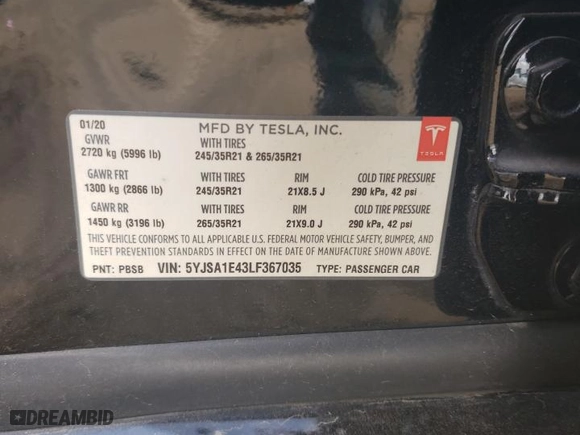 01/20 MFD BY TESLA, INC.
GVWR WITH TIRES
2720 kg (5996 lb) 245/35R21 & 265/35R21
TESLA
GAWR FRT WITH TIRES RIM COLD TIRE PRESSURE
1300 kg (2866 lb) 245/35R21 21X8.5 J 290 kPa, 42 psi
GAWR RR WITH TIRES RIM COLD TIRE PRESSURE
1450 kg (3196 lb) 265/35R21 21X9.0 J 290 kPa, 42 psi
THIS VEHICLE CONFORMS TO ALL APPLICABLE U.S. FEDERAL MOTOR VEHICLE SAFETY, BUMPER, AND
THEFT PREVENTION STANDARDS IN EFFECT ON THE DATE OF MANUFACTURE SHOWN ABOVE.
PNT: PBSB VIN: 5YJSA1E43LF367035 TYPE: PASSENGER CAR
DREAMBID